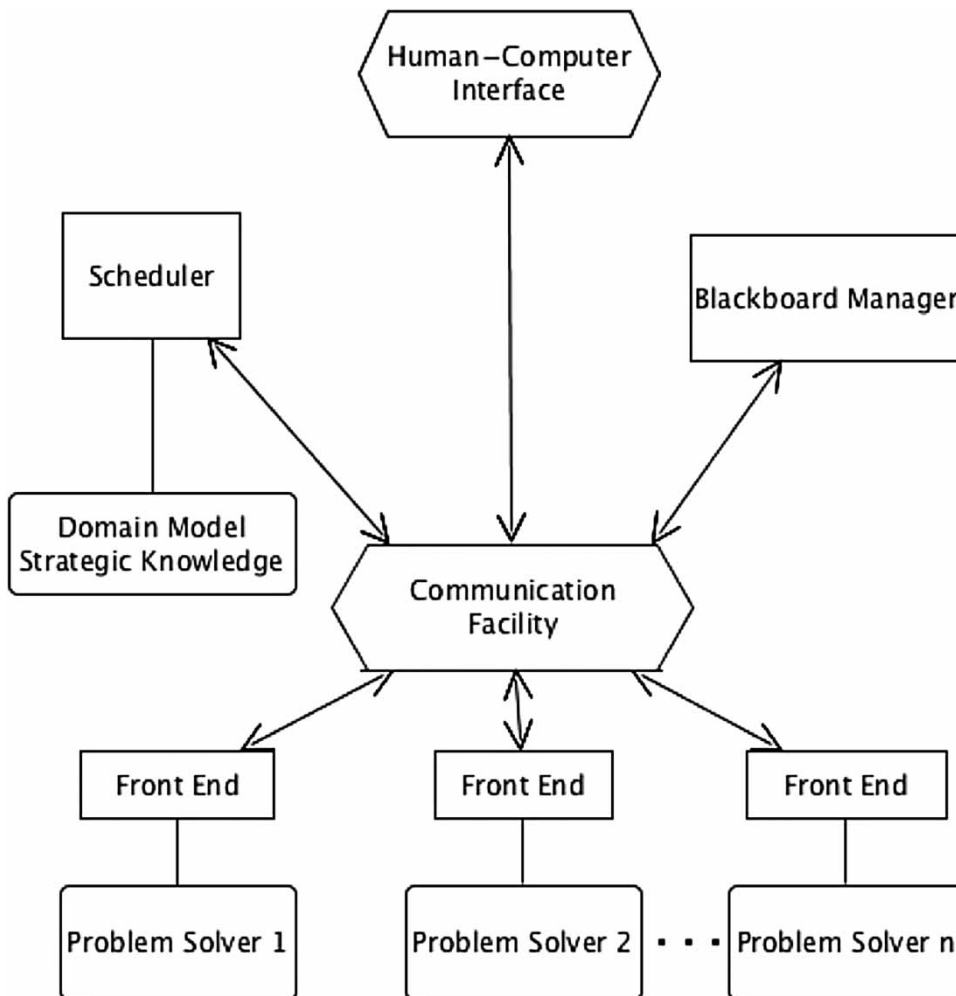 Human-Computer
Interface
Scheduler
Blackboard Manager
Domain Model
Strategic Knowledge
Communication
Facility
Front End
Front End
Front End
Problem Solver 1
Problem Solver 2
. . .
Problem Solver n